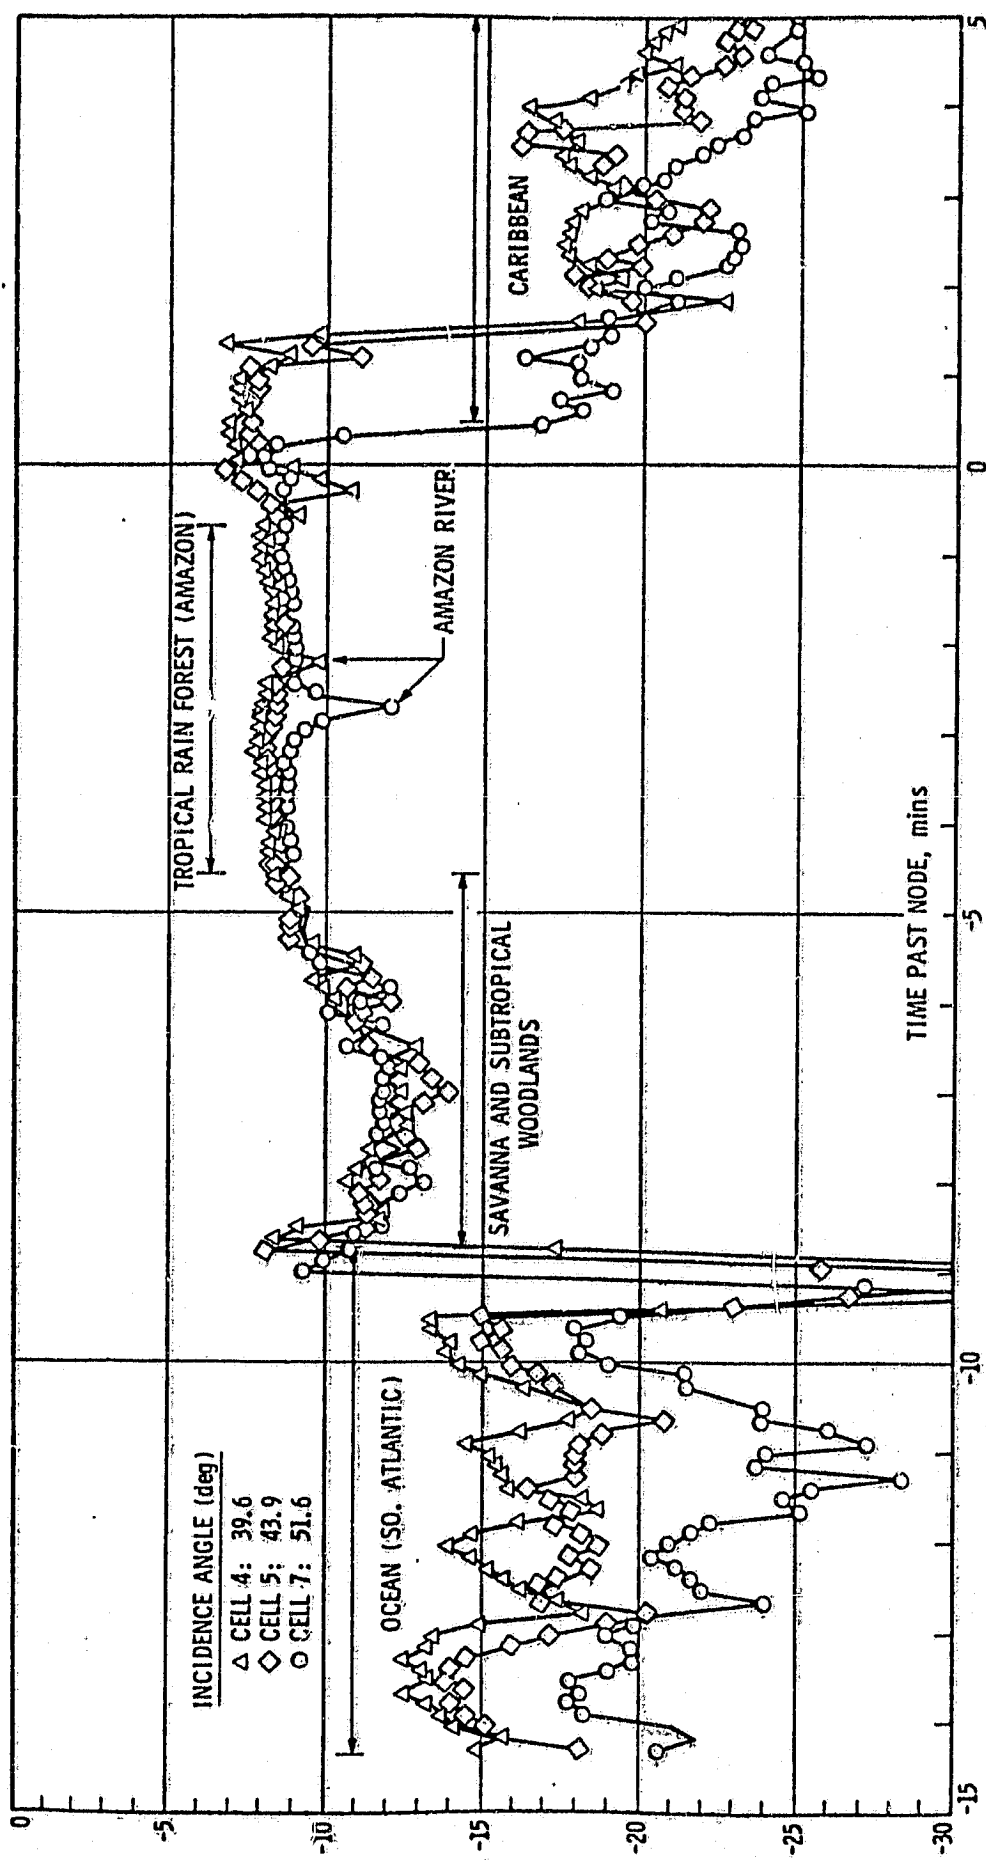 INCIDENCE ANGLE (deg)
△ CELL 4: 39.6
◇ CELL 5: 43.9
○ CELL 7: 51.6
OCEAN (SO. ATLANTIC)
SAVANNA AND SUBTROPICAL
WOODLANDS
TROPICAL RAIN FOREST (AMAZON)
AMAZON RIVER
CARIBBEAN
0
-5
-10
-15
-20
-25
-30
-15
-10
-5
0
5
TIME PAST NODE, mins